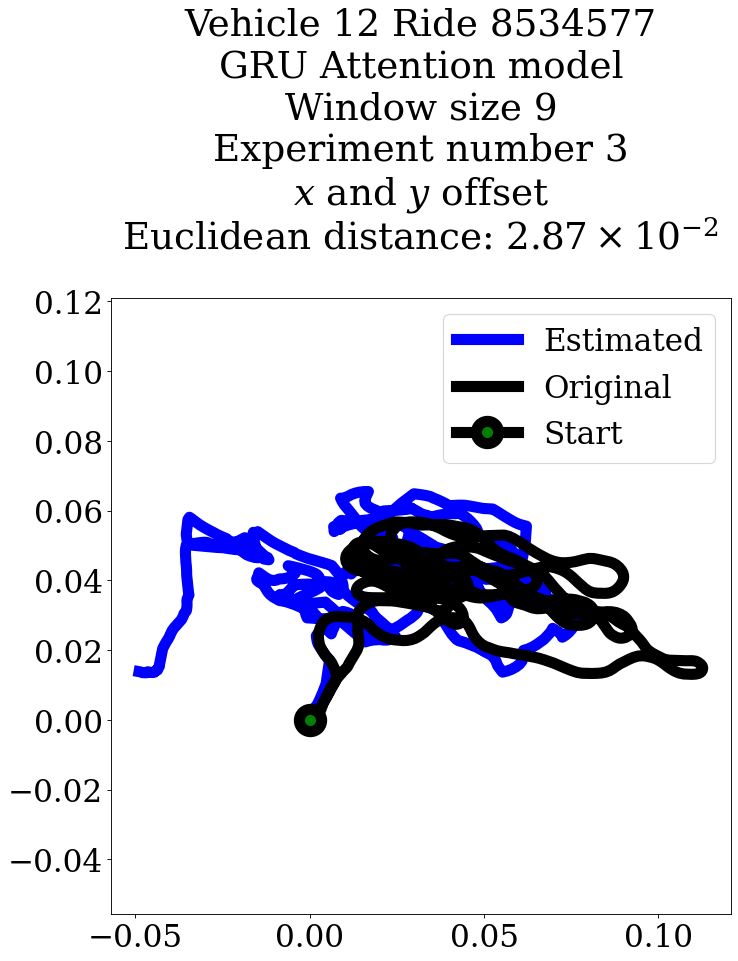 Vehicle 12 Ride 8534577
GRU Attention model
Window size 9
Experiment number 3
x and y offset
Euclidean distance: 2.87 × 10⁻²
0.12
0.10
0.08
0.06
0.04
0.02
0.00
−0.02
−0.04
Estimated
Original
Start
−0.05
0.00
0.05
0.10